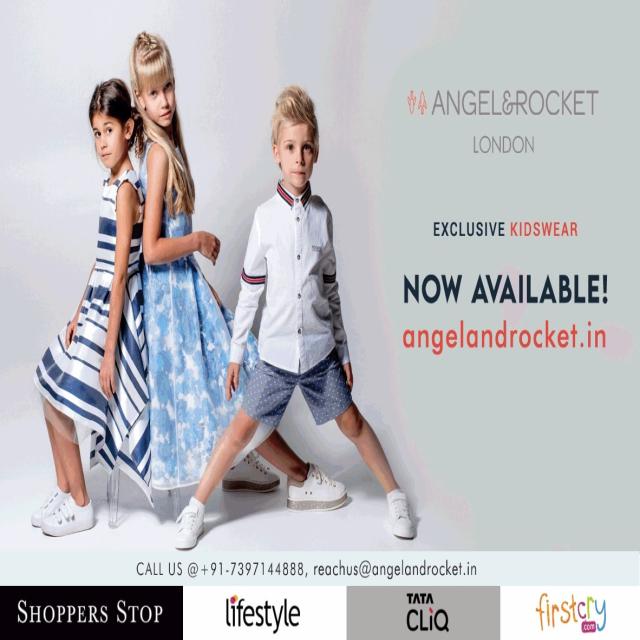 ANGEL&ROCKET
LONDON
EXCLUSIVE KIDSWEAR
NOW AVAILABLE!
angelandrocket.in
CALL US @+91-7397144888, reachus@angelandrocket.in
SHOPPERS STOP
lifestyle
TATA
CLiQ
firstcry
.com